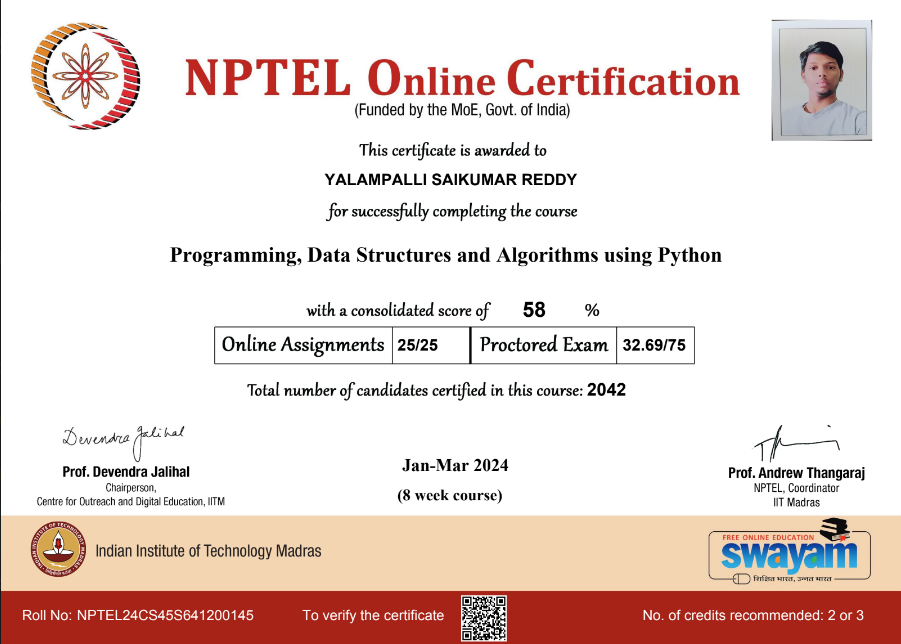 NPTEL Online Certification
(Funded by the MoE, Govt. of India)
This certificate is awarded to
YALAMPALLI SAIKUMAR REDDY
for successfully completing the course
Programming, Data Structures and Algorithms using Python
with a consolidated score of 58 %
Online Assignments 25/25 Proctored Exam 32.69/75
Total number of candidates certified in this course: 2042
Devendra Jalihal
Prof. Devendra Jalihal
Chairperson,
Centre for Outreach and Digital Education, IITM
Jan-Mar 2024
(8 week course)
Prof. Andrew Thangaraj
NPTEL, Coordinator
IIT Madras
Indian Institute of Technology Madras
FREE ONLINE EDUCATION
swayam
शिक्षित भारत, उन्नत भारत
Roll No: NPTEL24CS45S641200145
To verify the certificate
No. of credits recommended: 2 or 3